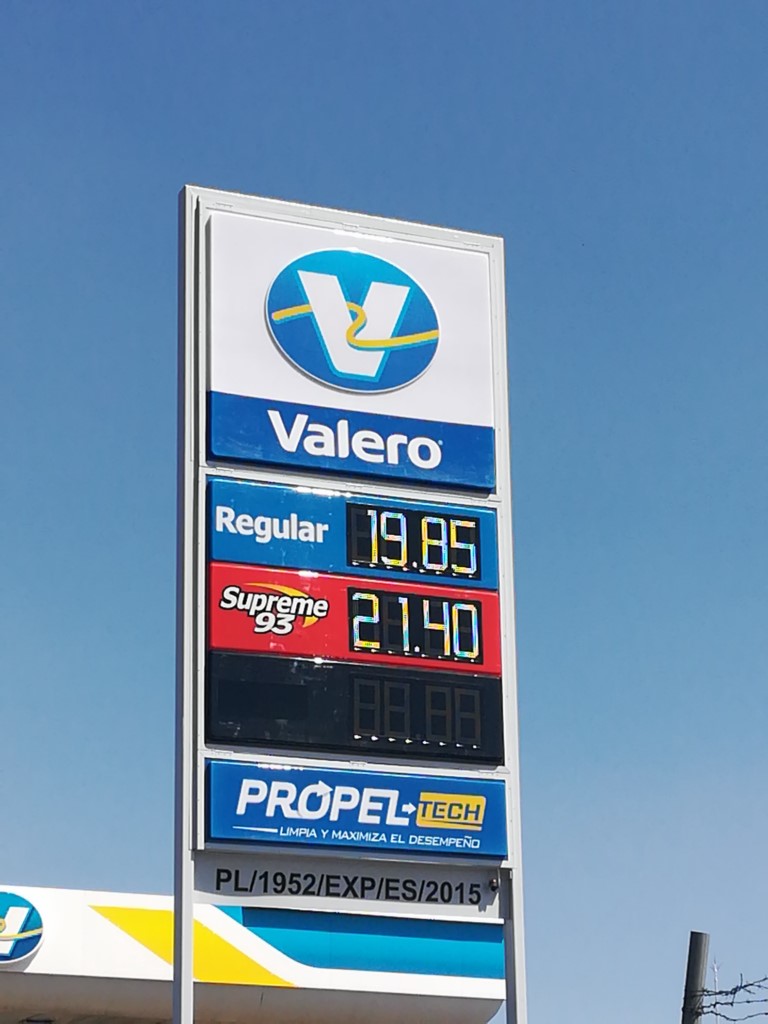 Valero
Regular 19.85
Supreme 93 21.40
PROPEL TECH
LIMPIA Y MAXIMIZA EL DESEMPEÑO
PL/1952/EXP/ES/2015